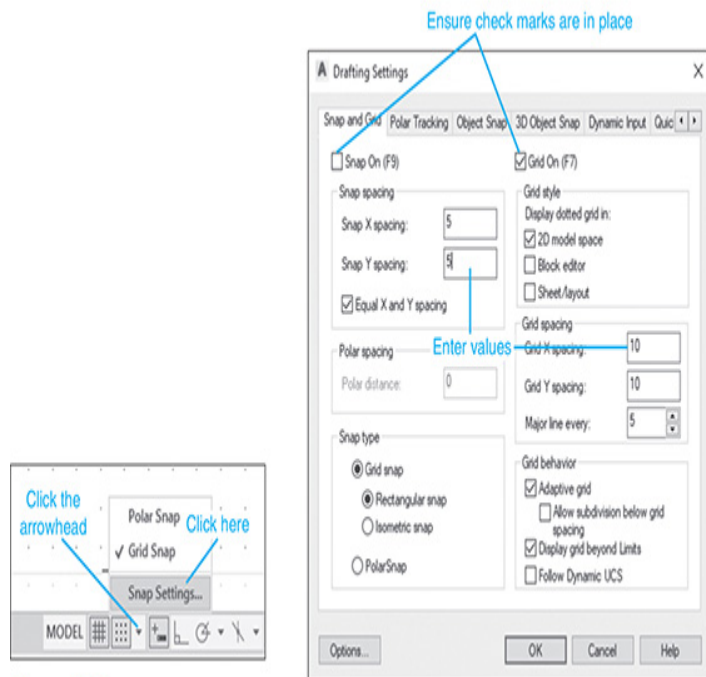 Ensure check marks are in place
Drafting Settings
Snap and Grid
Polar Tracking
Object Snap
3D Object Snap
Dynamic Input
Quic
Snap On (F9)
Snap spacing
Snap X spacing: 5
Snap Y spacing: 5
Equal X and Y spacing
Polar spacing
Polar distance: 0
Snap type
Grid snap
Rectangular snap
Isometric snap
PolarSnap
Grid On (F7)
Grid style
Display dotted grid in:
2D model space
Block editor
Sheet/layout
Grid spacing
Enter values
Grid X spacing: 10
Grid Y spacing: 10
Major line every: 5
Grid behavior
Adaptive grid
Allow subdivision below grid
spacing
Display grid beyond Limits
Follow Dynamic UCS
Options...
OK
Cancel
Help
Click the
arrowhead
Polar Snap
Click here
Grid Snap
Snap Settings...
MODEL